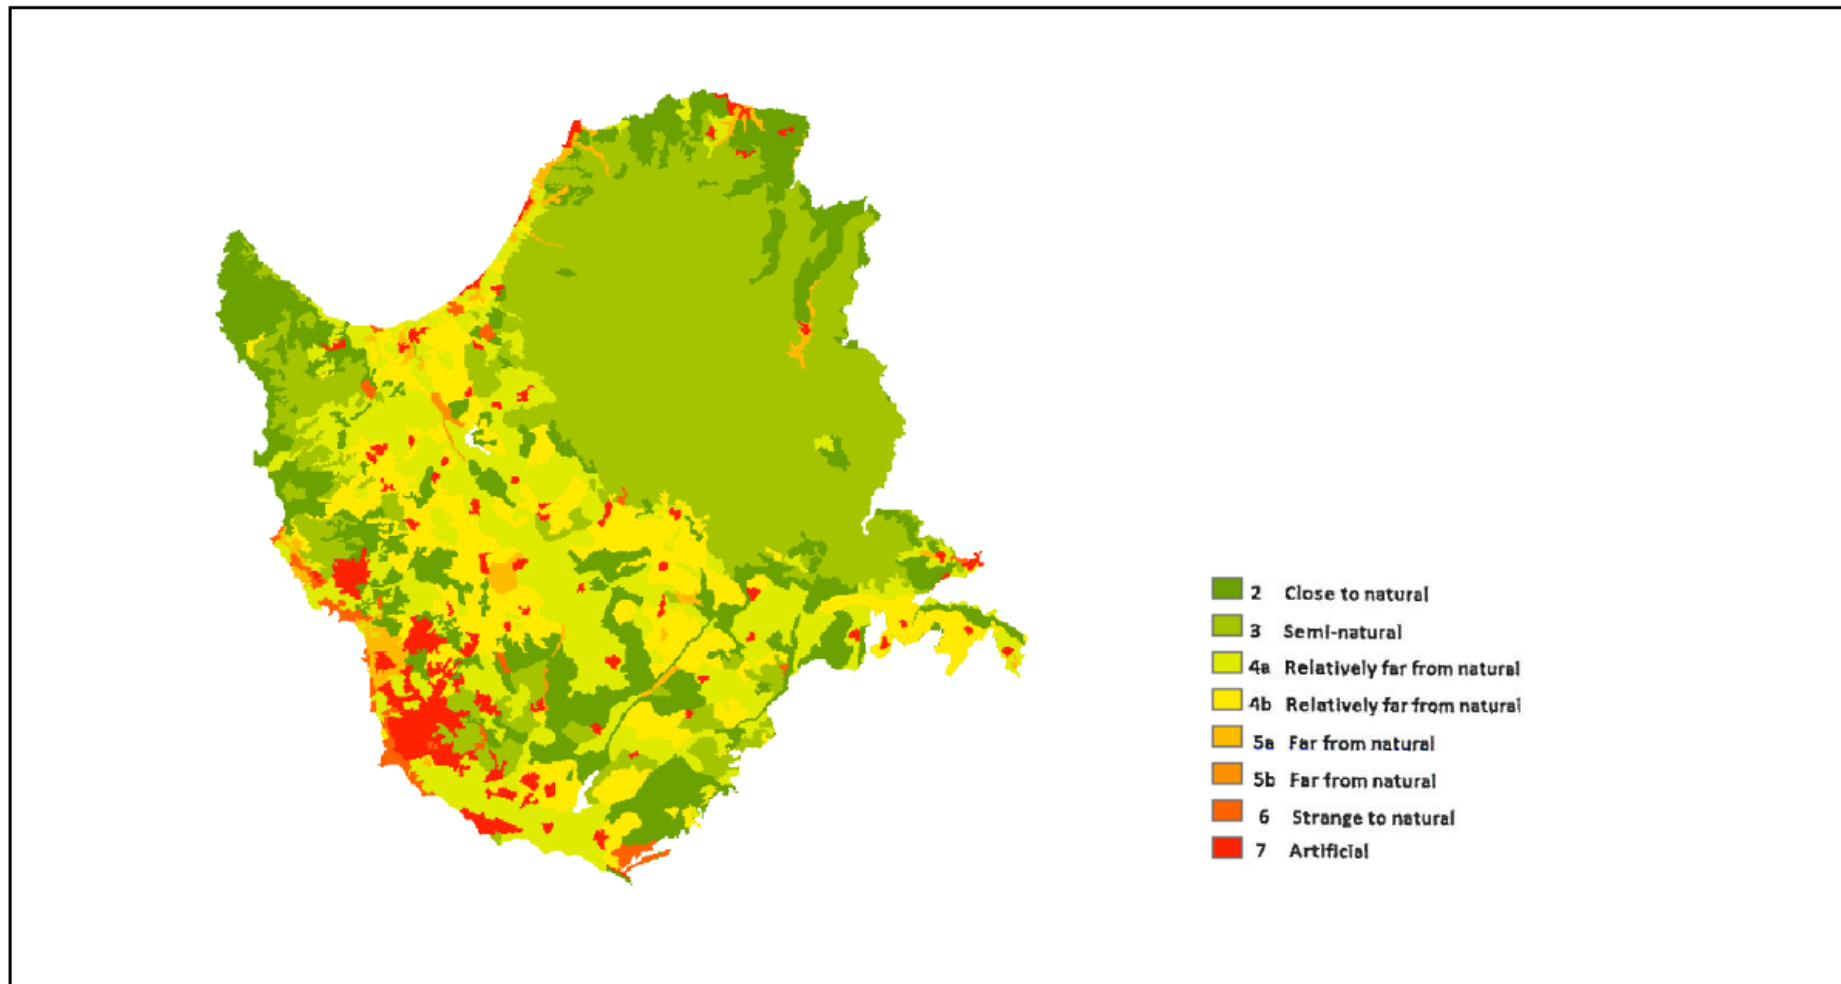 2 Close to natural
3 Semi-natural
4a Relatively far from natural
4b Relatively far from natural
5a Far from natural
5b Far from natural
6 Strange to natural
7 Artificial